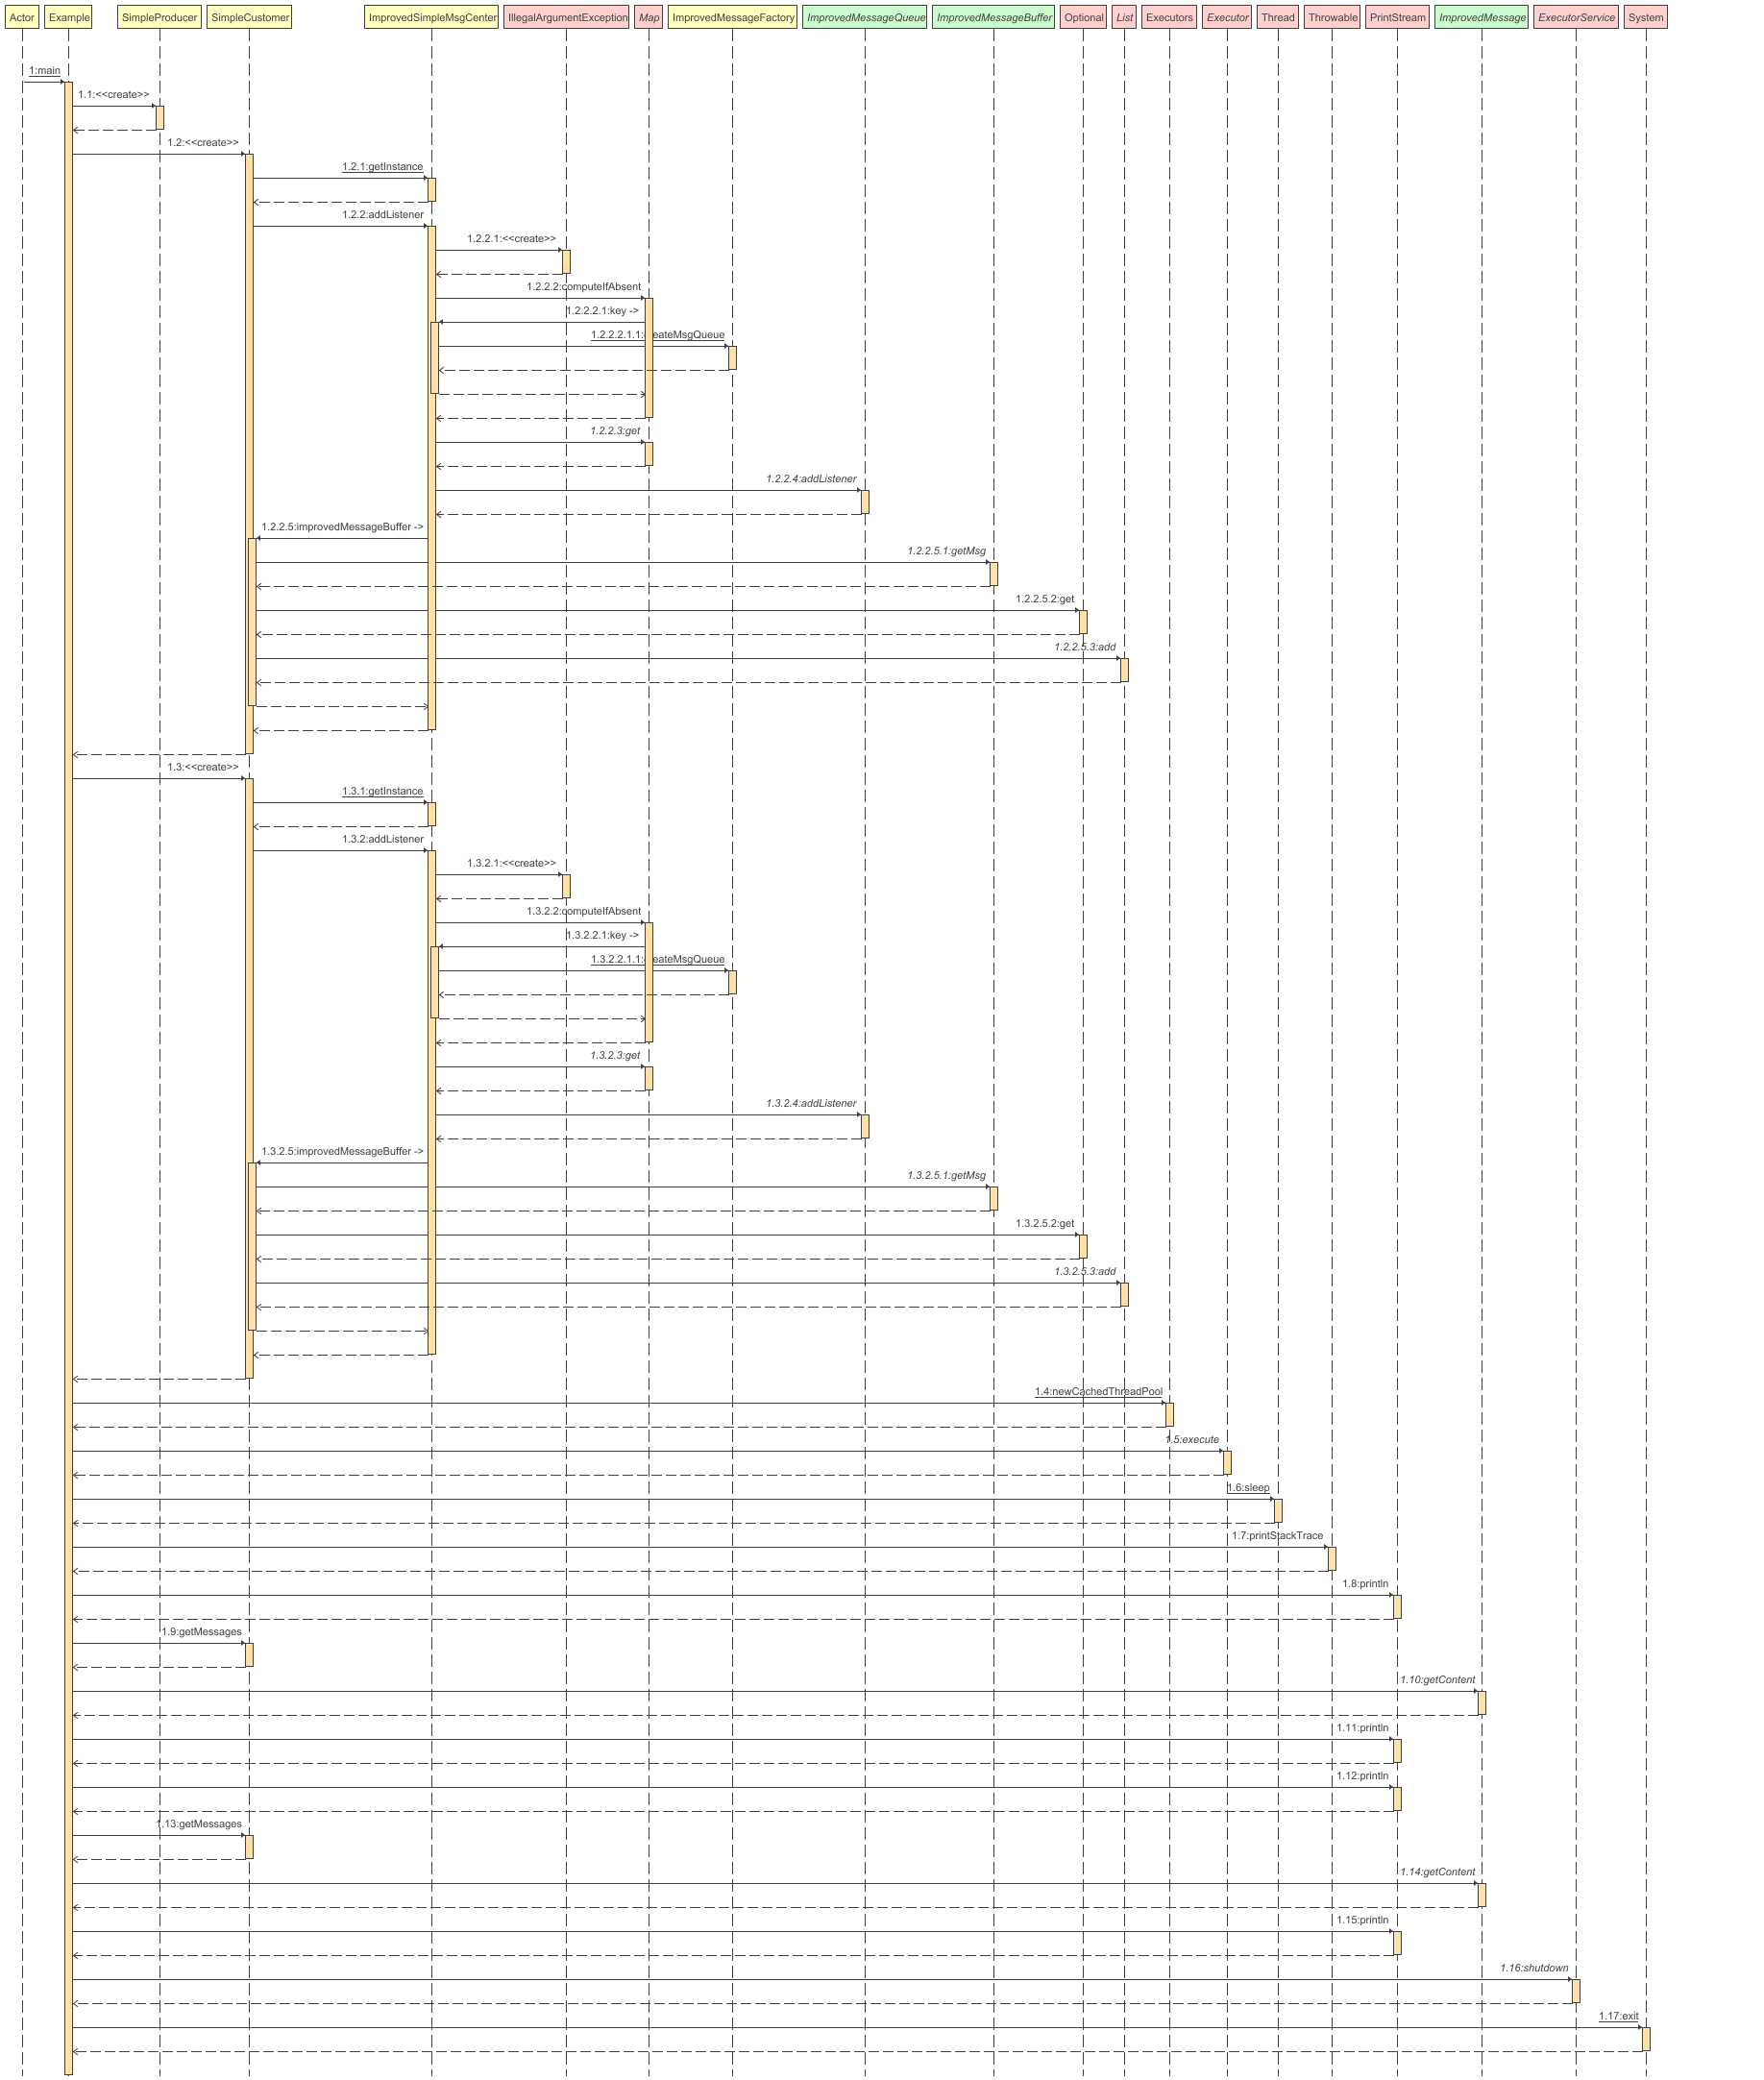 Actor Example SimpleProducer SimpleCustomer ImprovedSimpleMsgCenter IllegalArgumentException Map ImprovedMessageFactory ImprovedMessageQueue ImprovedMessageBuffer Optional List Executors Executor Thread Throwable PrintStream ImprovedMessage ExecutorService System
1:main
1.1:<<create>>
1.2:<<create>>
1.2.1:getInstance
1.2.2:addListener
1.2.2.1:<<create>>
1.2.2.2:computeIfAbsent
1.2.2.2.1:key ->
1.2.2.2.1.1:createMsgQueue
1.2.2.3:get
1.2.2.4:addListener
1.2.2.5:improvedMessageBuffer ->
1.2.2.5.1:getMsg
1.2.2.5.2:get
1.2.2.5.3:add
1.3:<<create>>
1.3.1:getInstance
1.3.2:addListener
1.3.2.1:<<create>>
1.3.2.2:computeIfAbsent
1.3.2.2.1:key ->
1.3.2.2.1.1:createMsgQueue
1.3.2.3:get
1.3.2.4:addListener
1.3.2.5:improvedMessageBuffer ->
1.3.2.5.1:getMsg
1.3.2.5.2:get
1.3.2.5.3:add
1.4:newCachedThreadPool
1.5:execute
1.6:sleep
1.7:printStackTrace
1.8:println
1.9:getMessages
1.10:getContent
1.11:println
1.12:println
1.13:getMessages
1.14:getContent
1.15:println
1.16:shutdown
1.17:exit